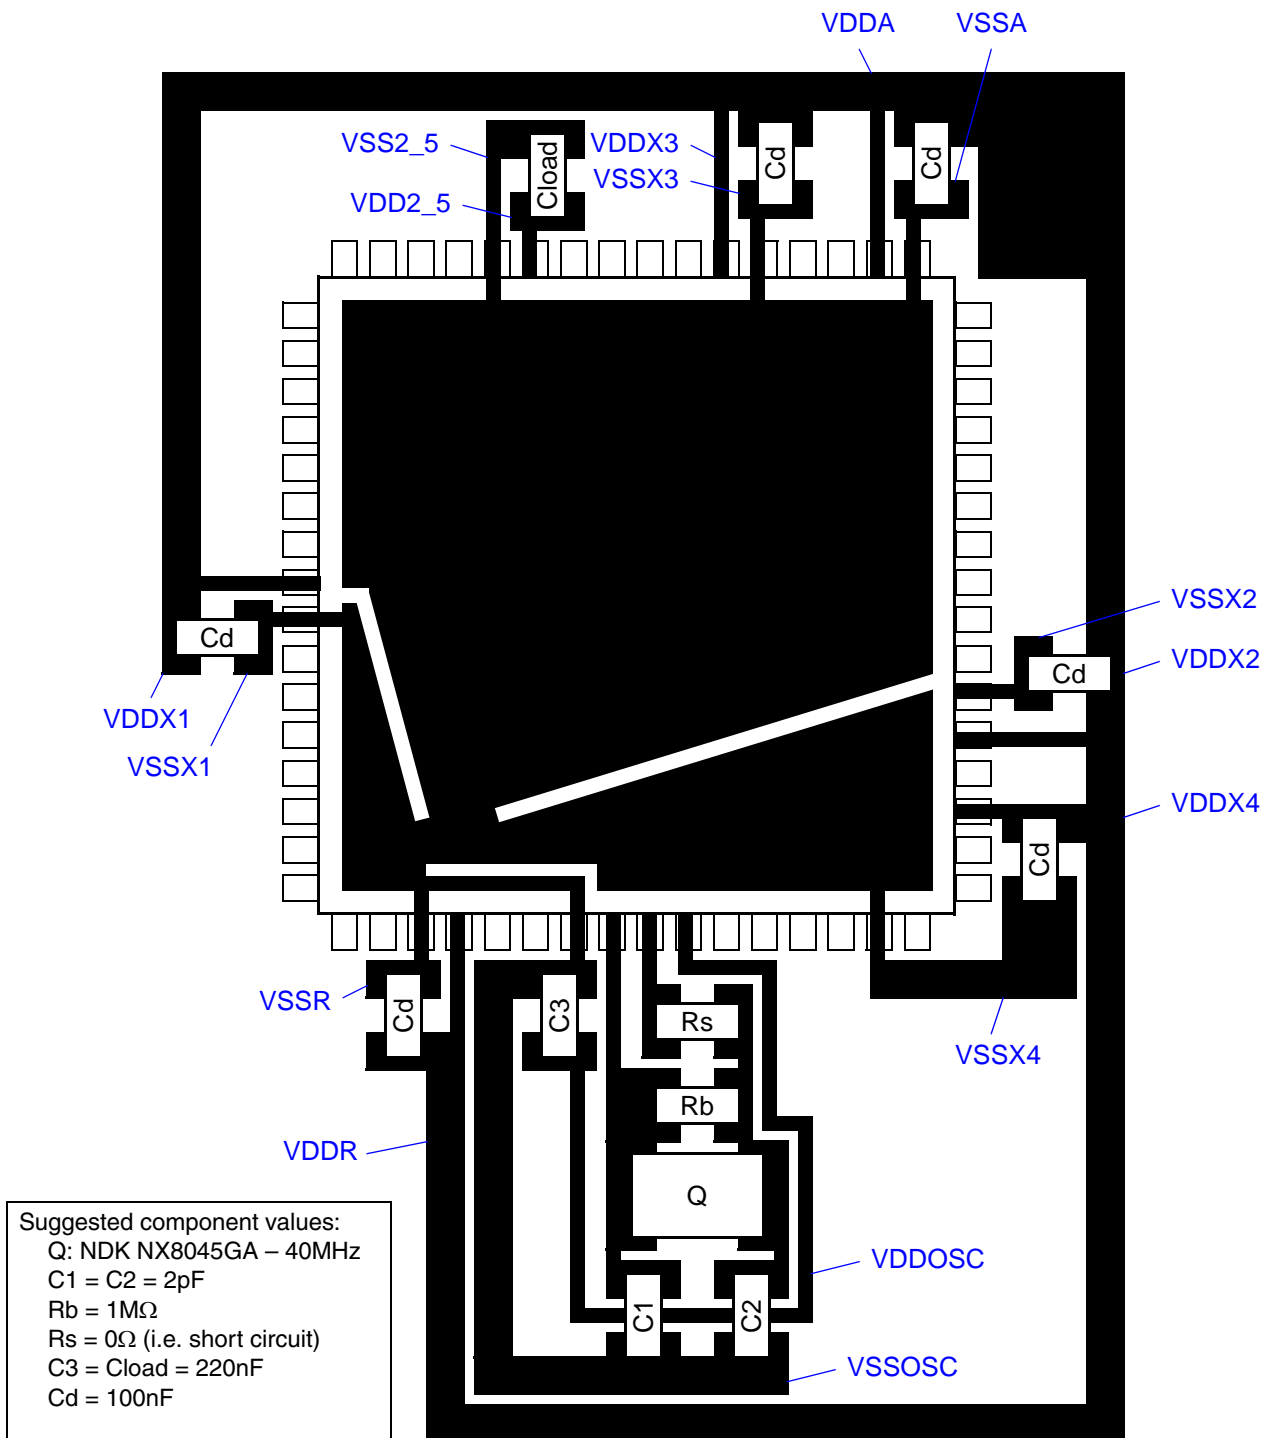 VDDA
VSSA
VSS2_5
VDD2_5
Cload
VDDX3
VSSX3
Cd
Cd
VSSX2
VDDX2
Cd
Cd
VDDX1
VSSX1
VDDX4
Cd
VSSX4
VSSR
Cd
C3
Rs
Rb
VDDR
Q
VDDOSC
C1
C2
VSSOSC
Suggested component values:
Q: NDK NX8045GA – 40MHz
C1 = C2 = 2pF
Rb = 1MΩ
Rs = 0Ω (i.e. short circuit)
C3 = Cload = 220nF
Cd = 100nF